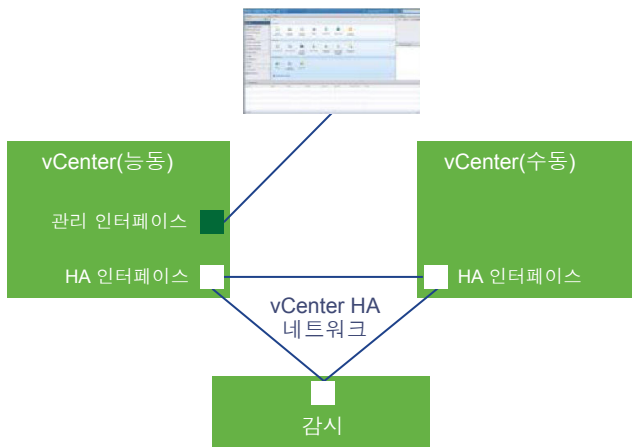 vCenter(능동)
vCenter(수동)
관리 인터페이스
HA 인터페이스
HA 인터페이스
vCenter HA
네트워크
감시